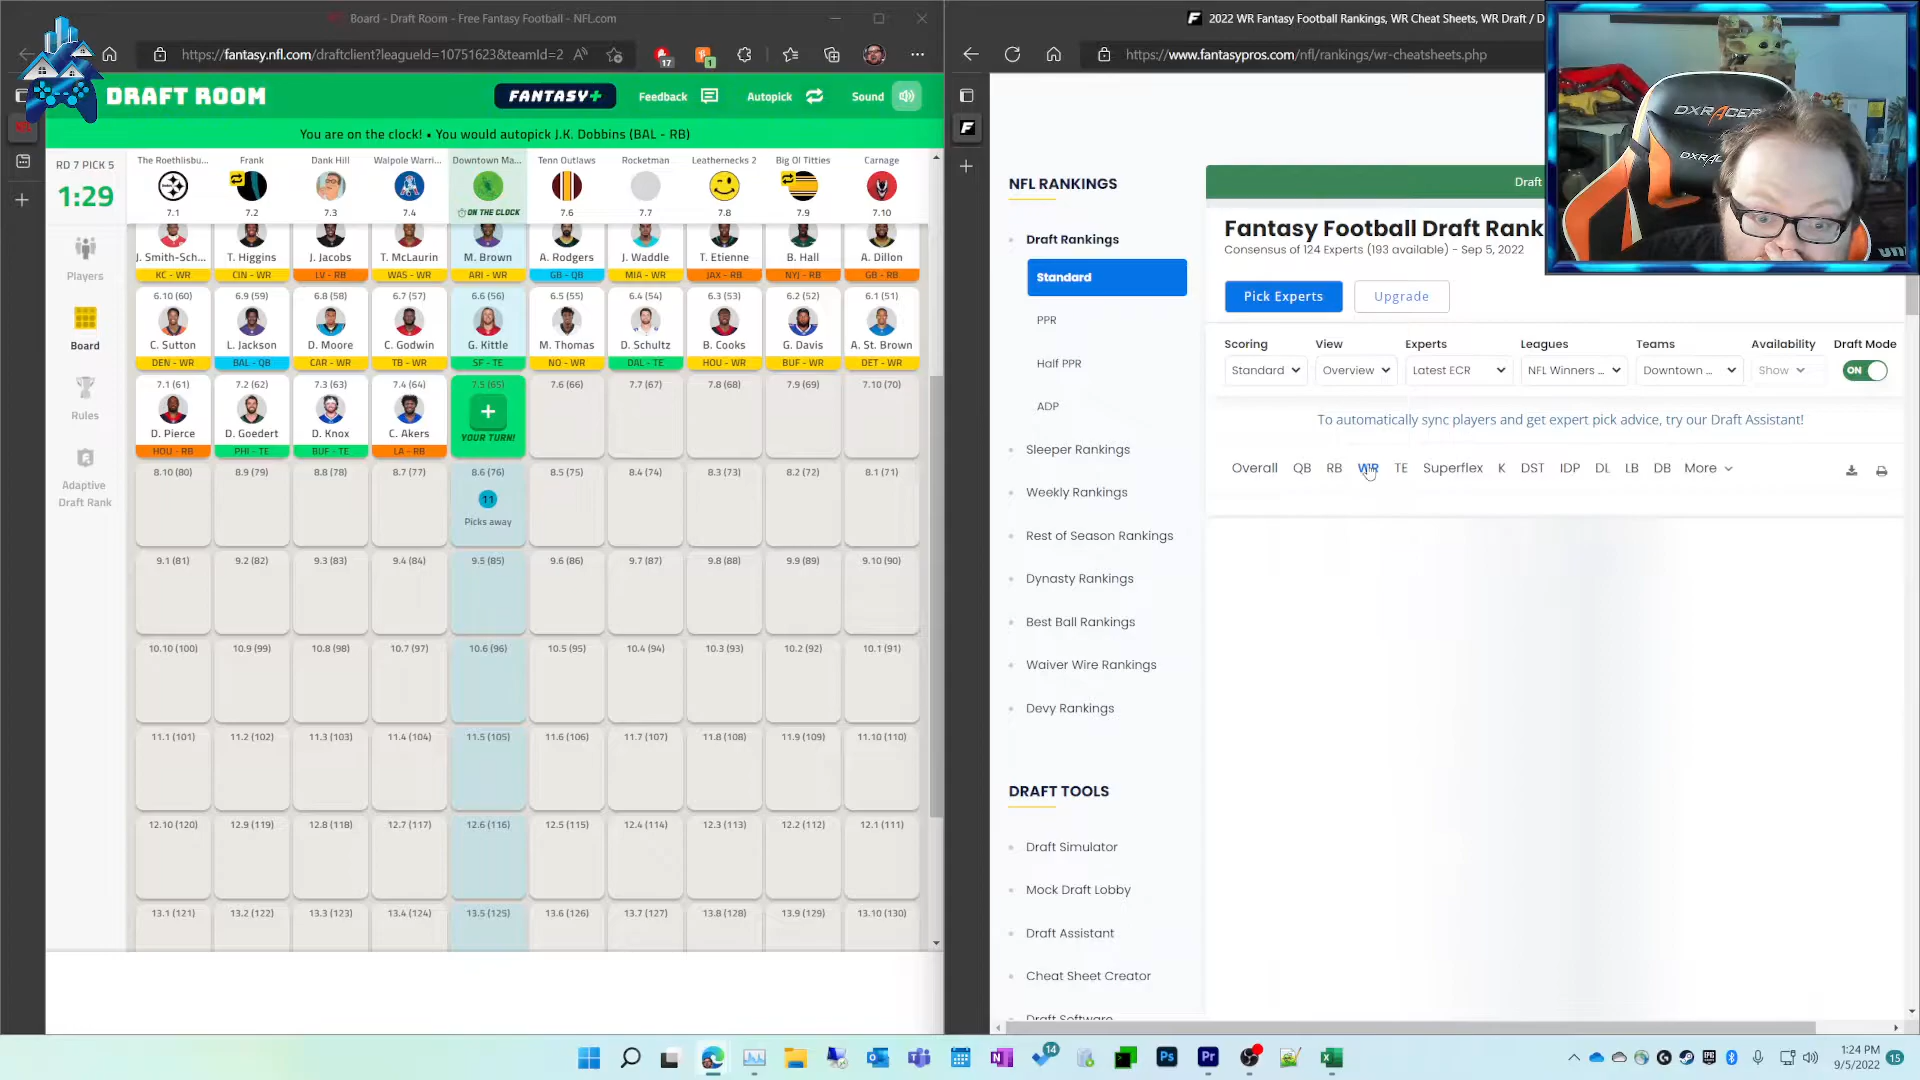 Board - Draft Room - Free Fantasy Football - NFL.com
https://fantasy.nfl.com/draftclient?leagueId=10751623&teamId=2
17
1
DRAFT ROOM
FANTASY+
Feedback
Autopick
Sound
You are on the clock! • You would autopick J.K. Dobbins (BAL - RB)
RD 7 PICK 5
1:29
Players
Board
Rules
Adaptive
Draft Rank
The Roethlisbu... Frank Dank Hill Walpole Warri... Downtown Ma... Tenn Outlaws Rocketman Leathernecks 2 Big Ol Titties Carnage
7.1 7.2 7.3 7.4 ON THE CLOCK 7.6 7.7 7.8 7.9 7.10
J. Smith-Sch... T. Higgins J. Jacobs T. McLaurin M. Brown A. Rodgers J. Waddle T. Etienne B. Hall A. Dillon
KC - WR CIN - WR LV - RB WAS - WR ARI - WR GB - QB MIA - WR JAX - RB NYJ - RB GB - RB
6.10 (60) 6.9 (59) 6.8 (58) 6.7 (57) 6.6 (56) 6.5 (55) 6.4 (54) 6.3 (53) 6.2 (52) 6.1 (51)
C. Sutton L. Jackson D. Moore C. Godwin G. Kittle M. Thomas D. Schultz B. Cooks G. Davis A. St. Brown
DEN - WR BAL - QB CAR - WR TB - WR SF - TE NO - WR DAL - TE HOU - WR BUF - WR DET - WR
7.1 (61) 7.2 (62) 7.3 (63) 7.4 (64) 7.5 (65) 7.6 (66) 7.7 (67) 7.8 (68) 7.9 (69) 7.10 (70)
D. Pierce D. Goedert D. Knox C. Akers YOUR TURN!
HOU - RB PHI - TE BUF - TE LA - RB
8.10 (80) 8.9 (79) 8.8 (78) 8.7 (77) 8.6 (76) 8.5 (75) 8.4 (74) 8.3 (73) 8.2 (72) 8.1 (71)
11
Picks away
9.1 (81) 9.2 (82) 9.3 (83) 9.4 (84) 9.5 (85) 9.6 (86) 9.7 (87) 9.8 (88) 9.9 (89) 9.10 (90)
10.10 (100) 10.9 (99) 10.8 (98) 10.7 (97) 10.6 (96) 10.5 (95) 10.4 (94) 10.3 (93) 10.2 (92) 10.1 (91)
11.1 (101) 11.2 (102) 11.3 (103) 11.4 (104) 11.5 (105) 11.6 (106) 11.7 (107) 11.8 (108) 11.9 (109) 11.10 (110)
12.10 (120) 12.9 (119) 12.8 (118) 12.7 (117) 12.6 (116) 12.5 (115) 12.4 (114) 12.3 (113) 12.2 (112) 12.1 (111)
13.1 (121) 13.2 (122) 13.3 (123) 13.4 (124) 13.5 (125) 13.6 (126) 13.7 (127) 13.8 (128) 13.9 (129) 13.10 (130)
2022 WR Fantasy Football Rankings, WR Cheat Sheets, WR Draft / D
https://www.fantasypros.com/nfl/rankings/wr-cheatsheets.php
DXRACER
NFL RANKINGS
Draft Rankings
Standard
PPR
Half PPR
ADP
Sleeper Rankings
Weekly Rankings
Rest of Season Rankings
Dynasty Rankings
Best Ball Rankings
Waiver Wire Rankings
Devy Rankings
DRAFT TOOLS
Draft Simulator
Mock Draft Lobby
Draft Assistant
Cheat Sheet Creator
Draft Software
Draft
Fantasy Football Draft Rank
Consensus of 124 Experts (193 available) - Sep 5, 2022
Pick Experts Upgrade
Scoring View Experts Leagues Teams Availability Draft Mode
Standard Overview Latest ECR NFL Winners ... Downtown ... Show ON
To automatically sync players and get expert pick advice, try our Draft Assistant!
Overall QB RB WR TE Superflex K DST IDP DL LB DB More
14
1:24 PM
9/5/2022
15